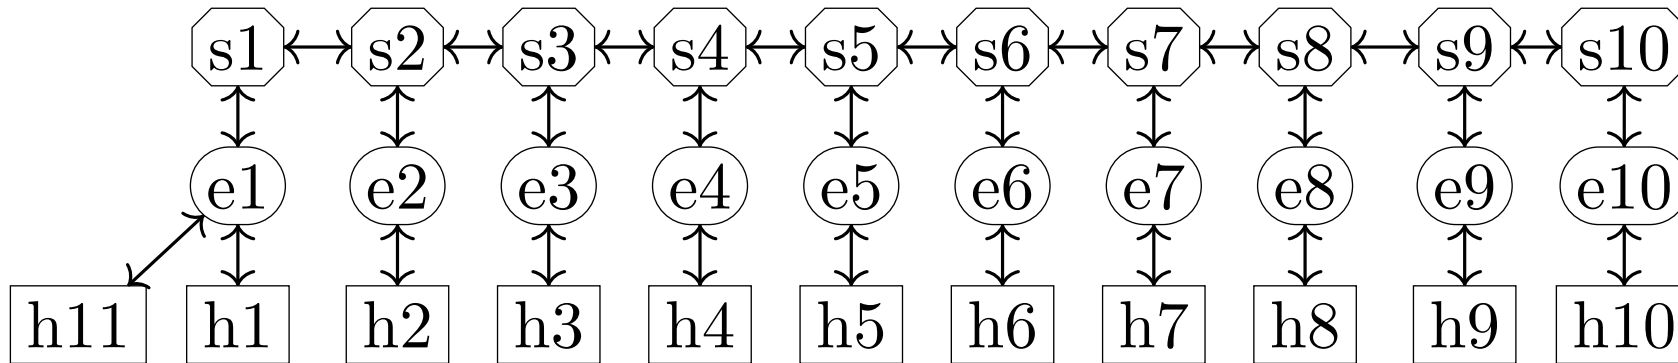 s1 s2 s3 s4 s5 s6 s7 s8 s9 s10
e1 e2 e3 e4 e5 e6 e7 e8 e9 e10
h11 h1 h2 h3 h4 h5 h6 h7 h8 h9 h10